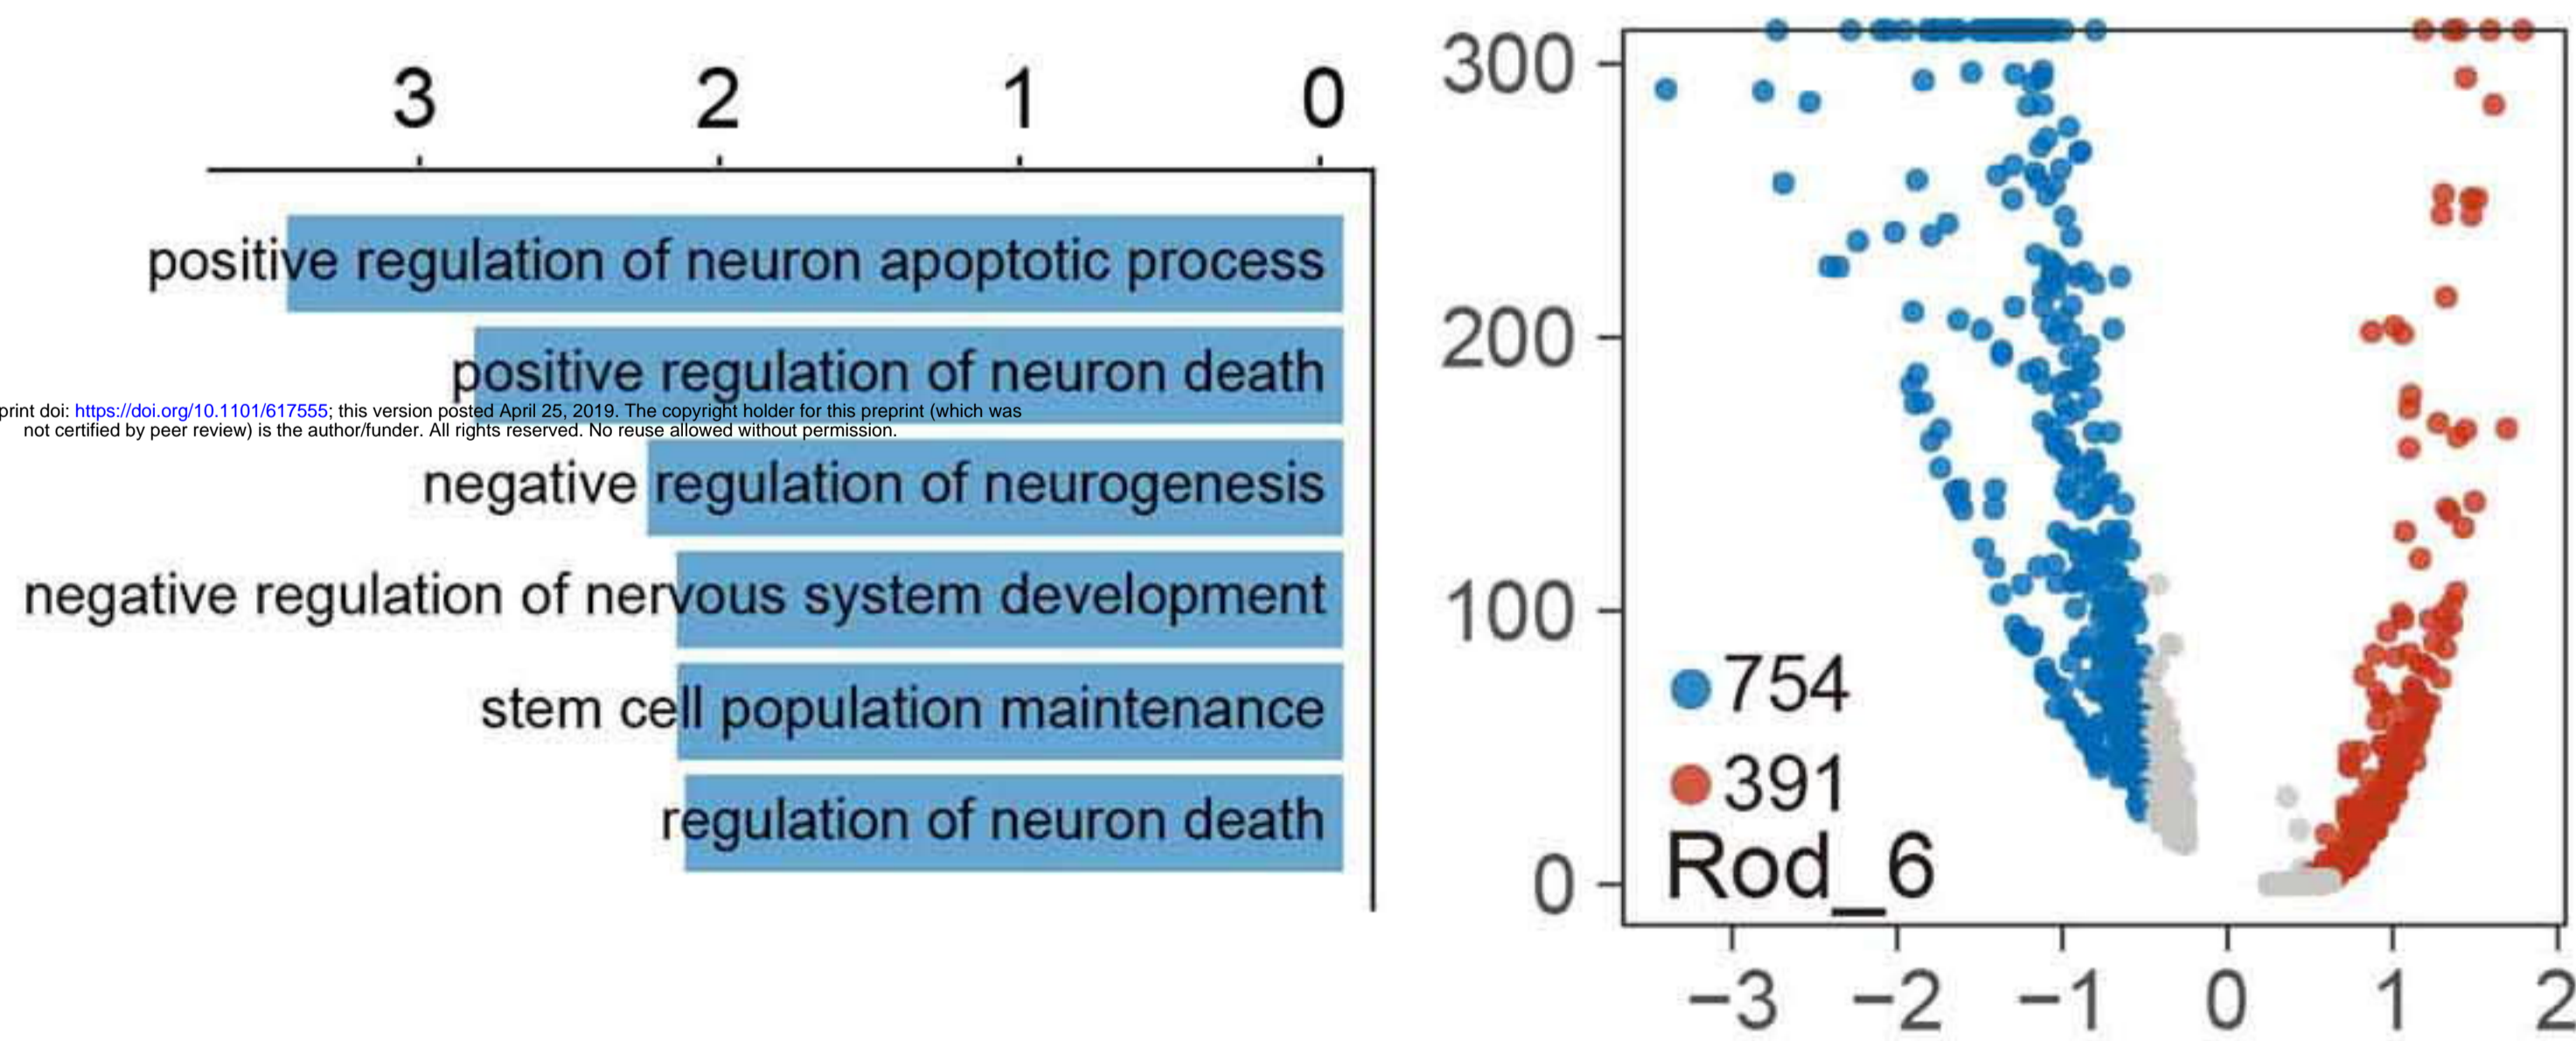 3 2 1 0
positive regulation of neuron apoptotic process
positive regulation of neuron death
print doi: https://doi.org/10.1101/617555; this version posted April 25, 2019. The copyright holder for this preprint (which was
not certified by peer review) is the author/funder. All rights reserved. No reuse allowed without permission.
negative regulation of neurogenesis
negative regulation of nervous system development
stem cell population maintenance
regulation of neuron death
300
200
100
0
754
391
Rod_6
−3 −2 −1 0 1 2